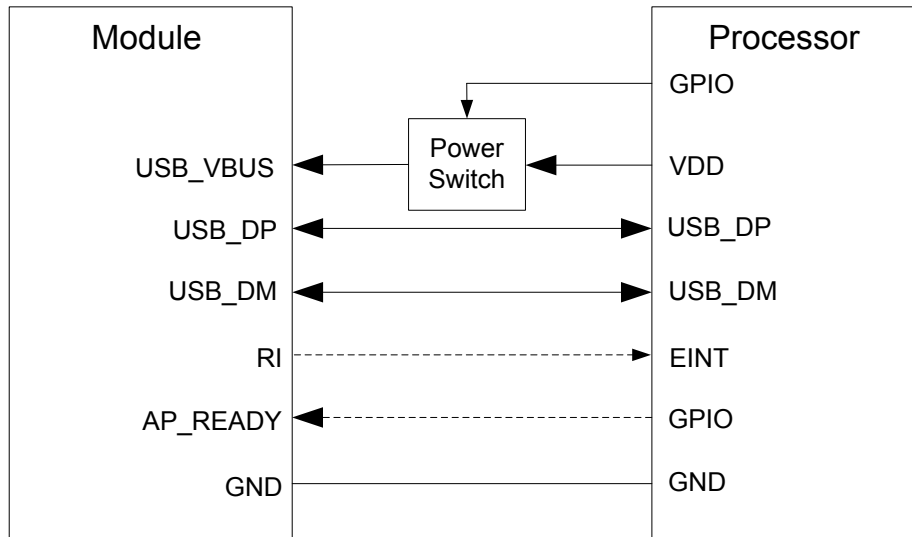 Module
Processor
GPIO
Power
Switch
USB_VBUS
VDD
USB_DP
USB_DP
USB_DM
USB_DM
RI
EINT
AP_READY
GPIO
GND
GND